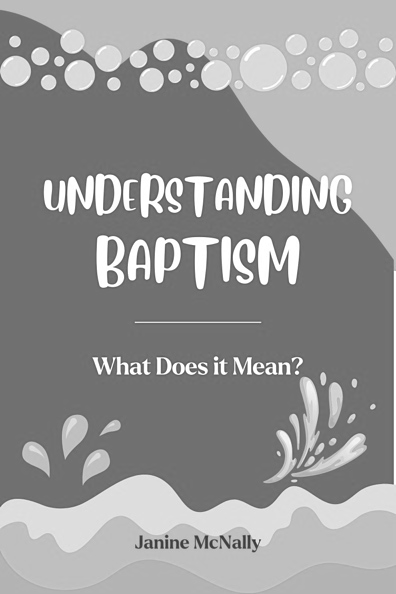 UNDERSTANDING
BAPTISM
What Does it Mean?
Janine McNally